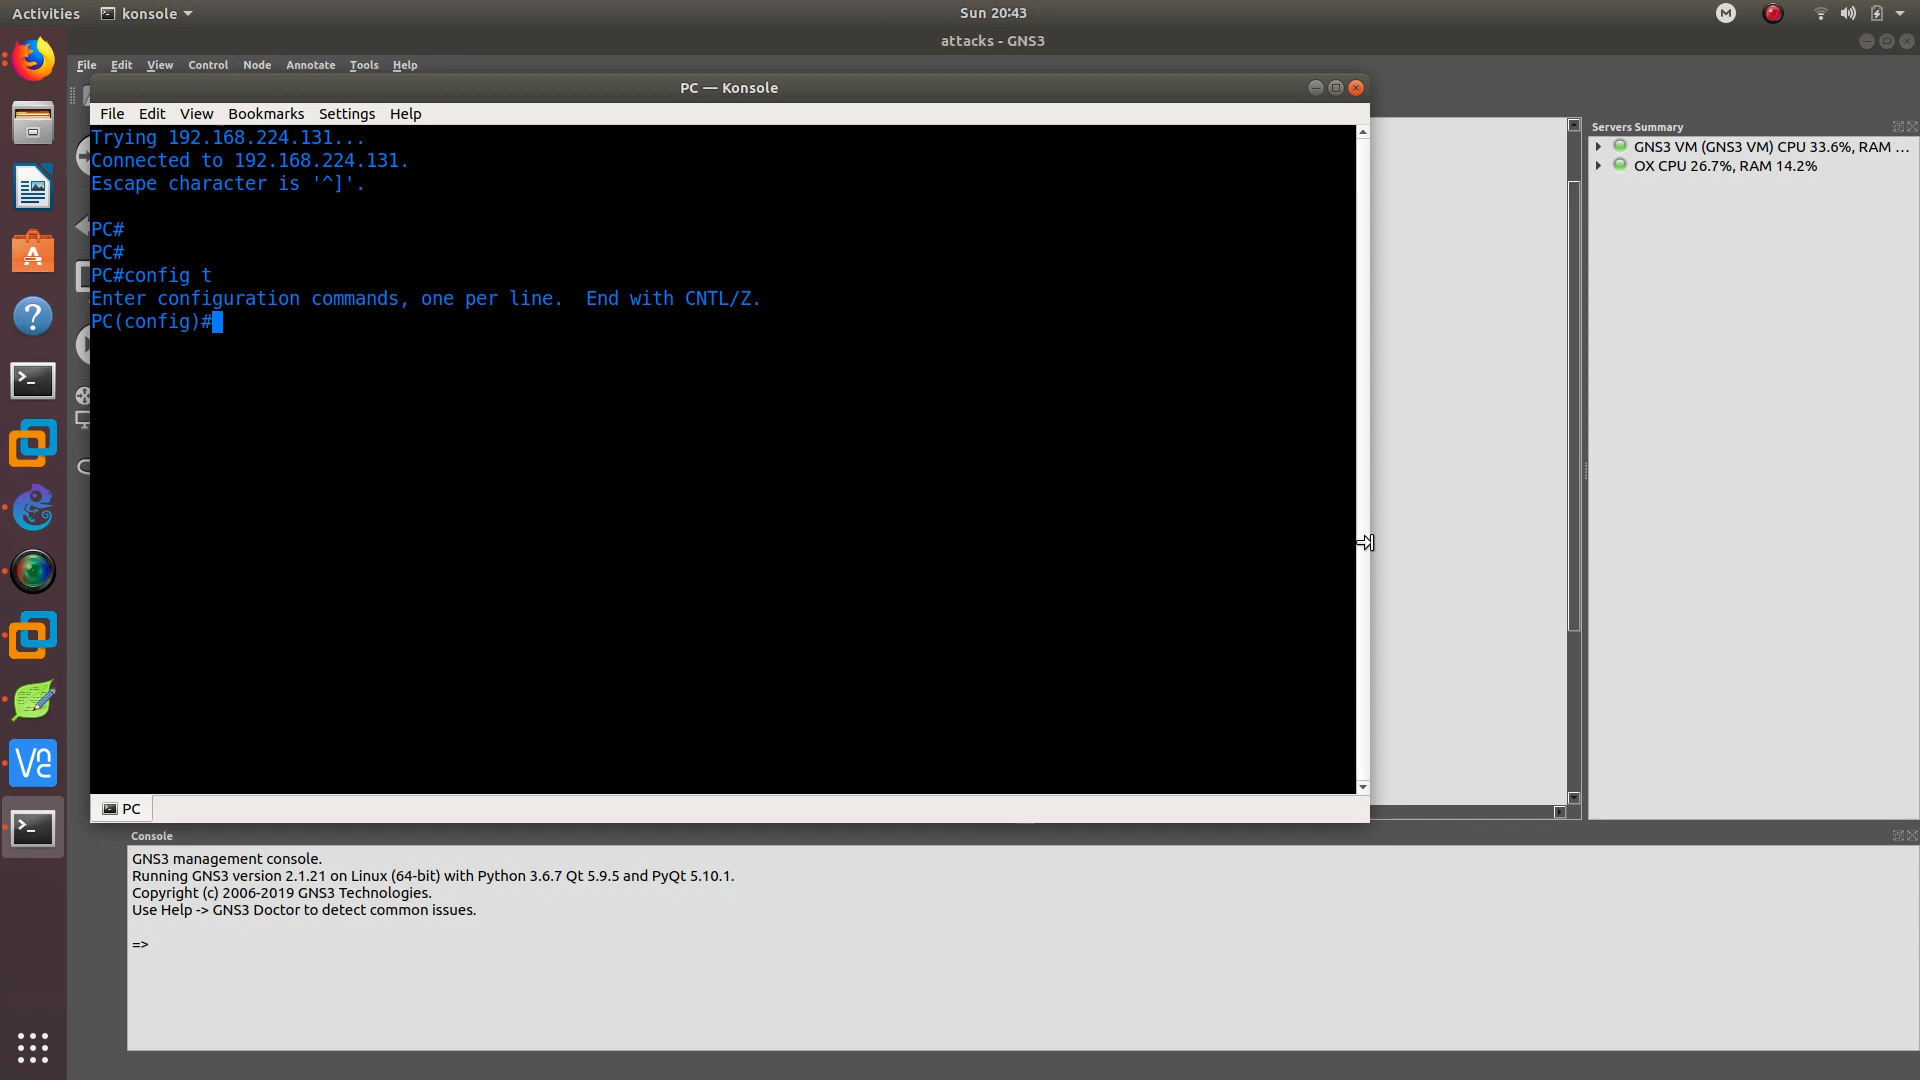 Activities
konsole
Sun 20:43
M
attacks - GNS3
File Edit View Control Node Annotate Tools Help
PC — Konsole
File Edit View Bookmarks Settings Help
Trying 192.168.224.131...
Connected to 192.168.224.131.
Escape character is '^]'.
PC#
PC#
PC#config t
Enter configuration commands, one per line.  End with CNTL/Z.
PC(config)#
PC
Servers Summary
GNS3 VM (GNS3 VM) CPU 33.6%, RAM ...
OX CPU 26.7%, RAM 14.2%
Console
GNS3 management console.
Running GNS3 version 2.1.21 on Linux (64-bit) with Python 3.6.7 Qt 5.9.5 and PyQt 5.10.1.
Copyright (c) 2006-2019 GNS3 Technologies.
Use Help -> GNS3 Doctor to detect common issues.
=>